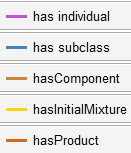 has individual
has subclass
hasComponent
hasInitialMixture
hasProduct